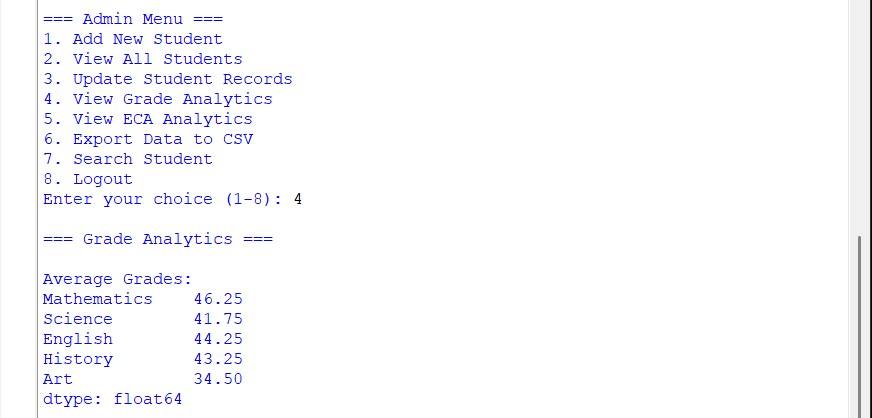 === Admin Menu ===
1. Add New Student
2. View All Students
3. Update Student Records
4. View Grade Analytics
5. View ECA Analytics
6. Export Data to CSV
7. Search Student
8. Logout
Enter your choice (1-8): 4
=== Grade Analytics ===
Average Grades:
Mathematics    46.25
Science        41.75
English        44.25
History        43.25
Art            34.50
dtype: float64